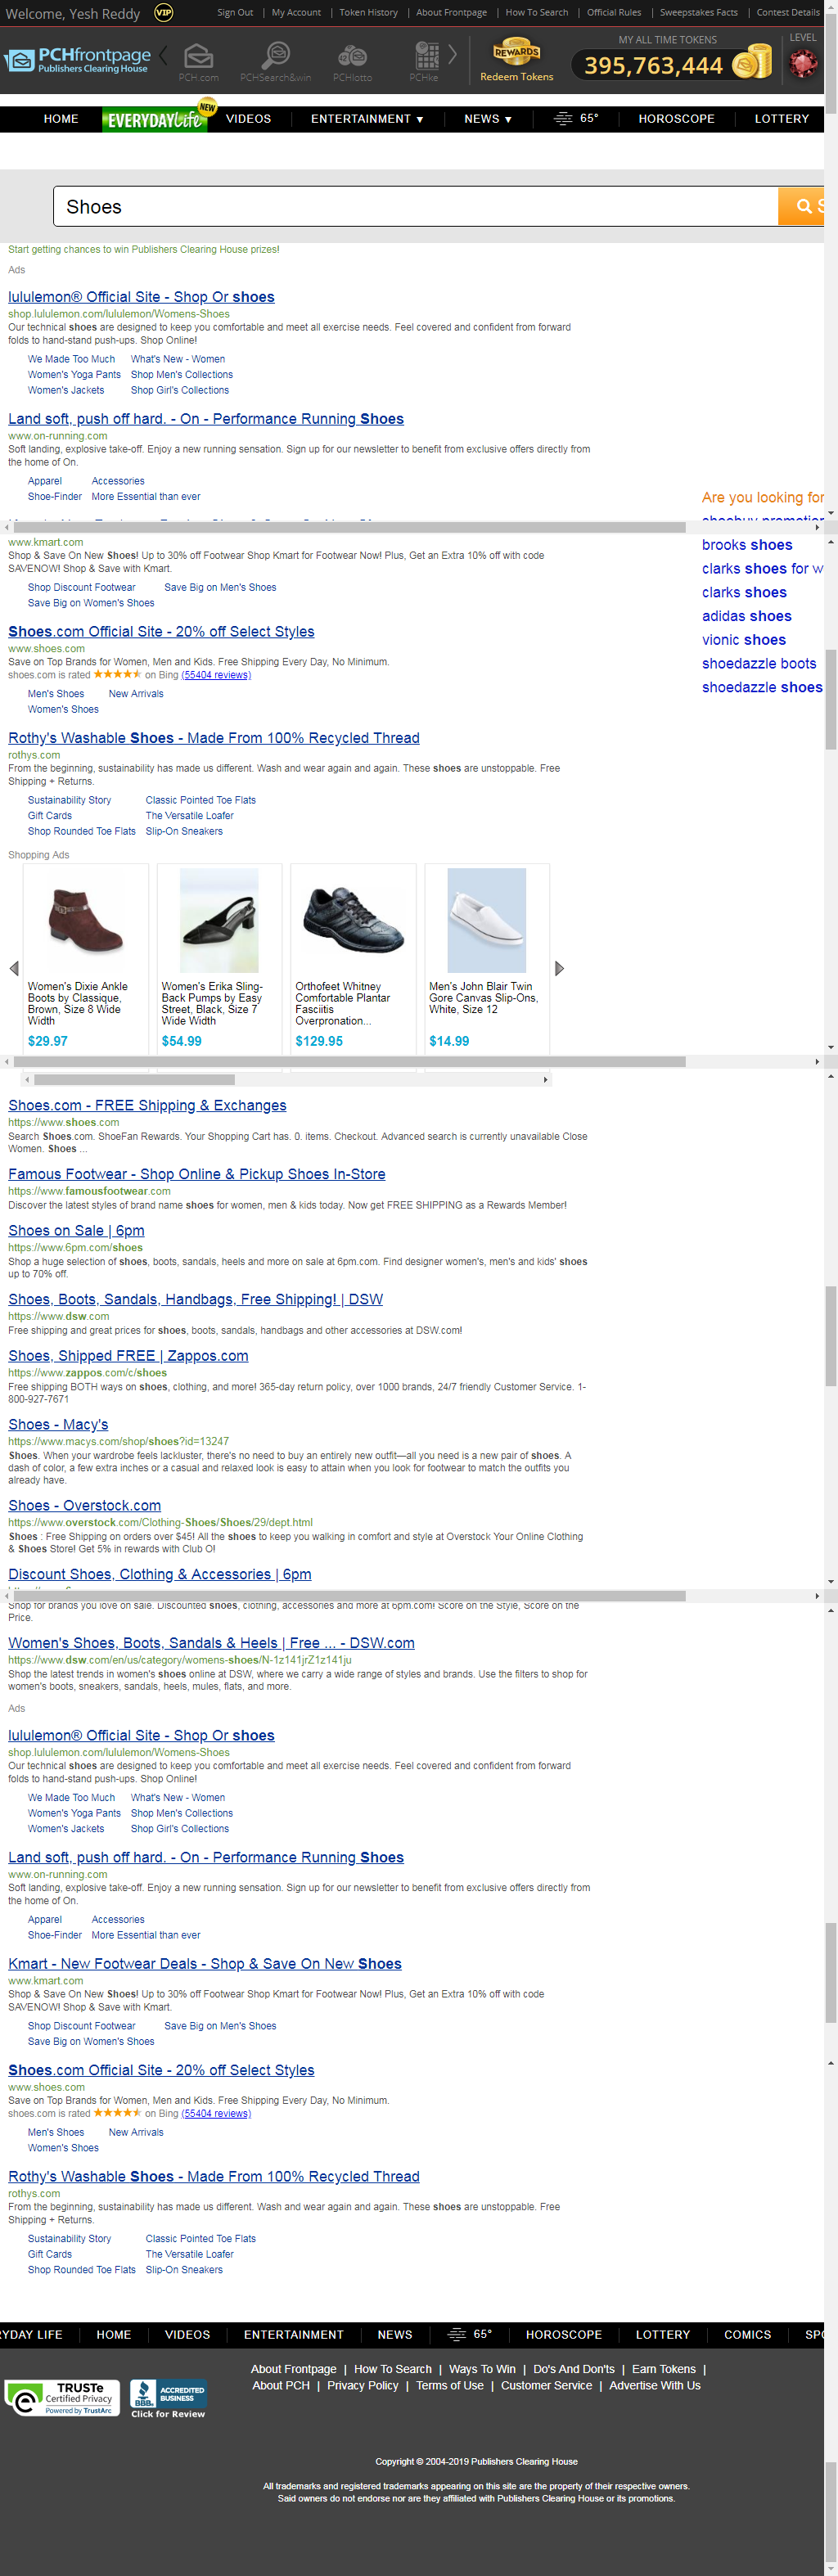 Welcome, Yesh Reddy VIP Sign Out | My Account | Token History | About Frontpage | How To Search | Official Rules | Sweepstakes Facts | Contest Details
PCHfrontpage
Publishers Clearing House
PCH.com PCHSearch&win PCHlotto PCHke
REWARDS
Redeem Tokens
MY ALL TIME TOKENS
395,763,444
LEVEL
HOME EVERYDAY Life NEW VIDEOS ENTERTAINMENT ▼ NEWS ▼ 65° HOROSCOPE LOTTERY
Shoes
Start getting chances to win Publishers Clearing House prizes!
Ads
lululemon® Official Site - Shop Or shoes
shop.lululemon.com/lululemon/Womens-Shoes
Our technical shoes are designed to keep you comfortable and meet all exercise needs. Feel covered and confident from forward
folds to hand-stand push-ups. Shop Online!
We Made Too Much What's New - Women
Women's Yoga Pants Shop Men's Collections
Women's Jackets Shop Girl's Collections
Land soft, push off hard. - On - Performance Running Shoes
www.on-running.com
Soft landing, explosive take-off. Enjoy a new running sensation. Sign up for our newsletter to benefit from exclusive offers directly from
the home of On.
Apparel Accessories
Shoe-Finder More Essential than ever
Are you looking for
www.kmart.com
Shop & Save On New Shoes! Up to 30% off Footwear Shop Kmart for Footwear Now! Plus, Get an Extra 10% off with code
SAVENOW! Shop & Save with Kmart.
Shop Discount Footwear Save Big on Men's Shoes
Save Big on Women's Shoes
brooks shoes
clarks shoes for w
clarks shoes
adidas shoes
vionic shoes
shoedazzle boots
shoedazzle shoes
Shoes.com Official Site - 20% off Select Styles
www.shoes.com
Save on Top Brands for Women, Men and Kids. Free Shipping Every Day, No Minimum.
shoes.com is rated ★★★★★ on Bing (55404 reviews)
Men's Shoes New Arrivals
Women's Shoes
Rothy's Washable Shoes - Made From 100% Recycled Thread
rothys.com
From the beginning, sustainability has made us different. Wash and wear again and again. These shoes are unstoppable. Free
Shipping + Returns.
Sustainability Story Classic Pointed Toe Flats
Gift Cards The Versatile Loafer
Shop Rounded Toe Flats Slip-On Sneakers
Shopping Ads
Women's Dixie Ankle
Boots by Classique,
Brown, Size 8 Wide
Width
$29.97
Women's Erika Sling-
Back Pumps by Easy
Street, Black, Size 7
Wide Width
$54.99
Orthofeet Whitney
Comfortable Plantar
Fasciitis
Overpronation...
$129.95
Men's John Blair Twin
Gore Canvas Slip-Ons,
White, Size 12
$14.99
Shoes.com - FREE Shipping & Exchanges
https://www.shoes.com
Search Shoes.com. ShoeFan Rewards. Your Shopping Cart has. 0. items. Checkout. Advanced search is currently unavailable Close
Women. Shoes ...
Famous Footwear - Shop Online & Pickup Shoes In-Store
https://www.famousfootwear.com
Discover the latest styles of brand name shoes for women, men & kids today. Now get FREE SHIPPING as a Rewards Member!
Shoes on Sale | 6pm
https://www.6pm.com/shoes
Shop a huge selection of shoes, boots, sandals, heels and more on sale at 6pm.com. Find designer women's, men's and kids' shoes
up to 70% off.
Shoes, Boots, Sandals, Handbags, Free Shipping! | DSW
https://www.dsw.com
Free shipping and great prices for shoes, boots, sandals, handbags and other accessories at DSW.com!
Shoes, Shipped FREE | Zappos.com
https://www.zappos.com/c/shoes
Free shipping BOTH ways on shoes, clothing, and more! 365-day return policy, over 1000 brands, 24/7 friendly Customer Service. 1-
800-927-7671
Shoes - Macy's
https://www.macys.com/shop/shoes?id=13247
Shoes. When your wardrobe feels lackluster, there's no need to buy an entirely new outfit—all you need is a new pair of shoes. A
dash of color, a few extra inches or a casual and relaxed look is easy to attain when you look for footwear to match the outfits you
already have.
Shoes - Overstock.com
https://www.overstock.com/Clothing-Shoes/Shoes/29/dept.html
Shoes : Free Shipping on orders over $45! All the shoes to keep you walking in comfort and style at Overstock Your Online Clothing
& Shoes Store! Get 5% in rewards with Club O!
Discount Shoes, Clothing & Accessories | 6pm
Shop for brands you love on sale. Discounted shoes, clothing, accessories and more at 6pm.com! Score on the Style, Score on the
Price.
Women's Shoes, Boots, Sandals & Heels | Free ... - DSW.com
https://www.dsw.com/en/us/category/womens-shoes/N-1z141jrZ1z141ju
Shop the latest trends in women's shoes online at DSW, where we carry a wide range of styles and brands. Use the filters to shop for
women's boots, sneakers, sandals, heels, mules, flats, and more.
Ads
lululemon® Official Site - Shop Or shoes
shop.lululemon.com/lululemon/Womens-Shoes
Our technical shoes are designed to keep you comfortable and meet all exercise needs. Feel covered and confident from forward
folds to hand-stand push-ups. Shop Online!
We Made Too Much What's New - Women
Women's Yoga Pants Shop Men's Collections
Women's Jackets Shop Girl's Collections
Land soft, push off hard. - On - Performance Running Shoes
www.on-running.com
Soft landing, explosive take-off. Enjoy a new running sensation. Sign up for our newsletter to benefit from exclusive offers directly from
the home of On.
Apparel Accessories
Shoe-Finder More Essential than ever
Kmart - New Footwear Deals - Shop & Save On New Shoes
www.kmart.com
Shop & Save On New Shoes! Up to 30% off Footwear Shop Kmart for Footwear Now! Plus, Get an Extra 10% off with code
SAVENOW! Shop & Save with Kmart.
Shop Discount Footwear Save Big on Men's Shoes
Save Big on Women's Shoes
Shoes.com Official Site - 20% off Select Styles
www.shoes.com
Save on Top Brands for Women, Men and Kids. Free Shipping Every Day, No Minimum.
shoes.com is rated ★★★★★ on Bing (55404 reviews)
Men's Shoes New Arrivals
Women's Shoes
Rothy's Washable Shoes - Made From 100% Recycled Thread
rothys.com
From the beginning, sustainability has made us different. Wash and wear again and again. These shoes are unstoppable. Free
Shipping + Returns.
Sustainability Story Classic Pointed Toe Flats
Gift Cards The Versatile Loafer
Shop Rounded Toe Flats Slip-On Sneakers
RYDAY LIFE HOME VIDEOS ENTERTAINMENT NEWS 65° HOROSCOPE LOTTERY COMICS SPO
About Frontpage | How To Search | Ways To Win | Do's And Don'ts | Earn Tokens |
About PCH | Privacy Policy | Terms of Use | Customer Service | Advertise With Us
TRUSTe
Certified Privacy
Powered by TrustArc
BBB ACCREDITED
BUSINESS
Click for Review
Copyright © 2004-2019 Publishers Clearing House
All trademarks and registered trademarks appearing on this site are the property of their respective owners.
Said owners do not endorse nor are they affiliated with Publishers Clearing House or its promotions.